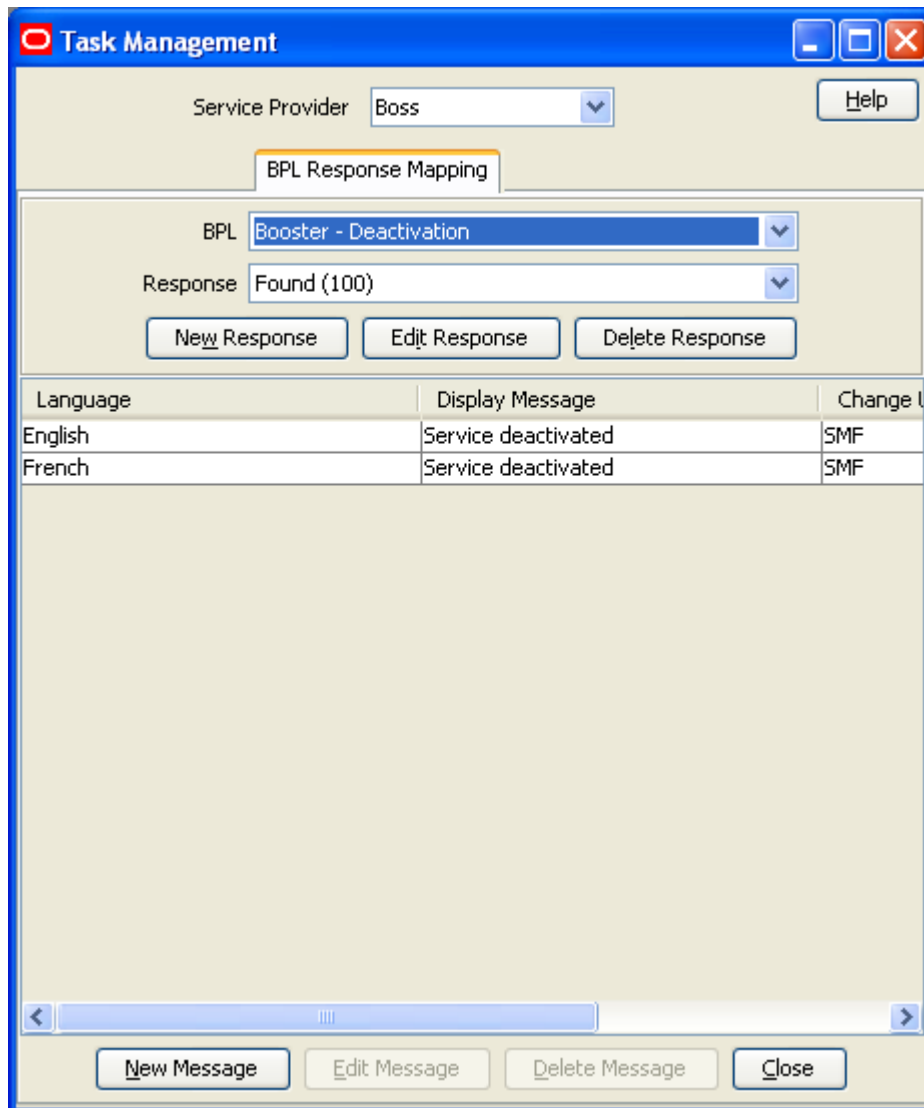 Task Management
Service Provider Boss Help
BPL Response Mapping
BPL Booster - Deactivation
Response Found (100)
New Response Edit Response Delete Response
Language Display Message Change
English Service deactivated SMF
French Service deactivated SMF
New Message Edit Message Delete Message Close